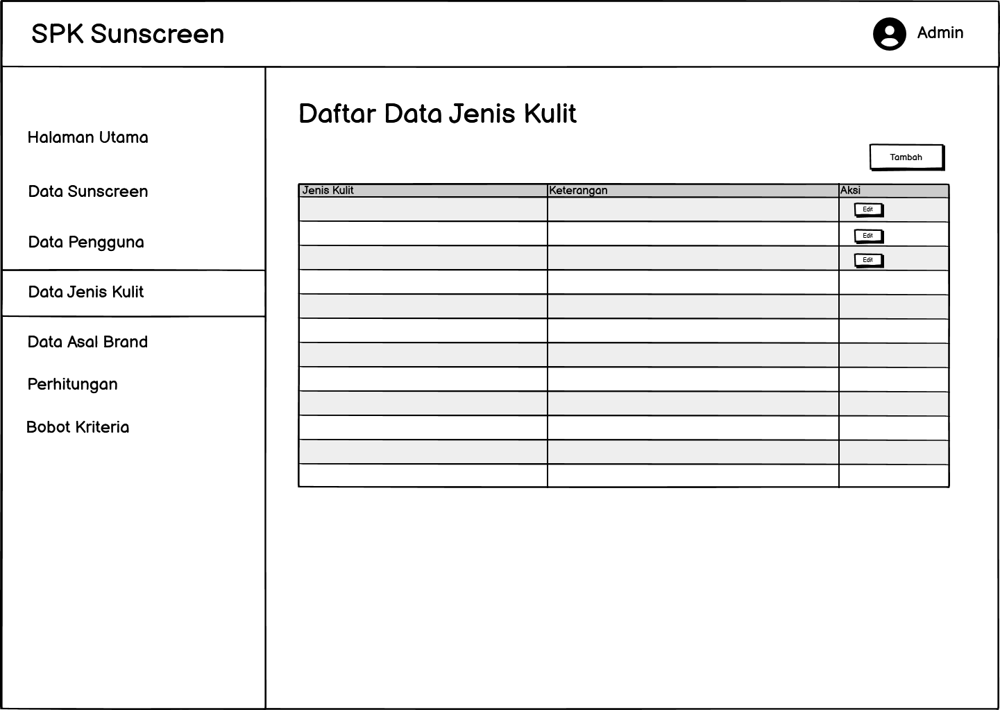 SPK Sunscreen
Admin
Halaman Utama
Data Sunscreen
Data Pengguna
Data Jenis Kulit
Data Asal Brand
Perhitungan
Bobot Kriteria
Daftar Data Jenis Kulit
Tambah
Jenis Kulit Keterangan Aksi
Edit
Edit
Edit